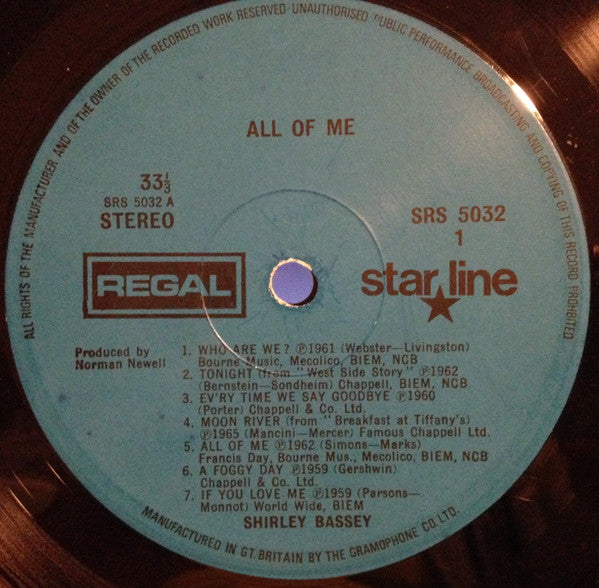 ALL RIGHTS OF THE MANUFACTURER AND OF THE OWNER OF THE RECORDED WORK RESERVED · UNAUTHORISED PUBLIC PERFORMANCE BROADCASTING AND COPYING OF THIS RECORD PROHIBITED
ALL OF ME
33⅓
SRS 5032 A
STEREO
SRS 5032
1
REGAL
star line
Produced by
Norman Newell
1. WHO ARE WE? ℗1961 (Webster—Livingston)
Bourne Music, Mecolico, BIEM, NCB
2. TONIGHT (from "West Side Story" ℗1962
(Bernstein—Sondheim) Chappell, BIEM, NCB
3. EV'RY TIME WE SAY GOODBYE ℗1960
(Porter) Chappell & Co. Ltd.
4. MOON RIVER (from "Breakfast at Tiffany's)
℗1965 (Mancini—Mercer) Famous Chappell Ltd.
5. ALL OF ME ℗1962 (Simons—Marks)
Francis Day, Bourne Mus., Mecolico, BIEM, NCB
6. A FOGGY DAY ℗1959 (Gershwin)
Chappell & Co. Ltd.
7. IF YOU LOVE ME ℗1959 (Parsons—
Monnot) World Wide, BIEM
SHIRLEY BASSEY
MANUFACTURED IN GT. BRITAIN BY THE GRAMOPHONE CO. LTD.